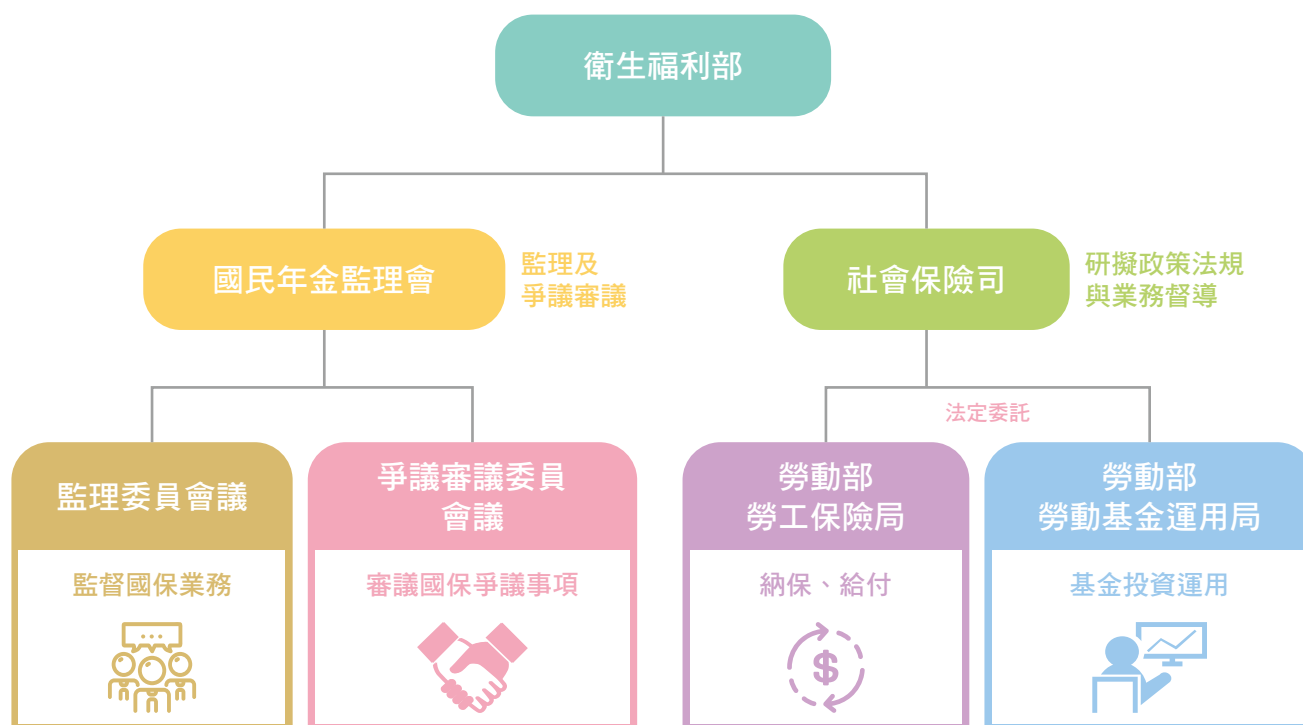 衛生福利部
國民年金監理會
監理及
爭議審議
社會保險司
研擬政策法規
與業務督導
法定委託
監理委員會議
監督國保業務
爭議審議委員
會議
審議國保爭議事項
勞動部
勞工保險局
納保、給付
$
勞動部
勞動基金運用局
基金投資運用